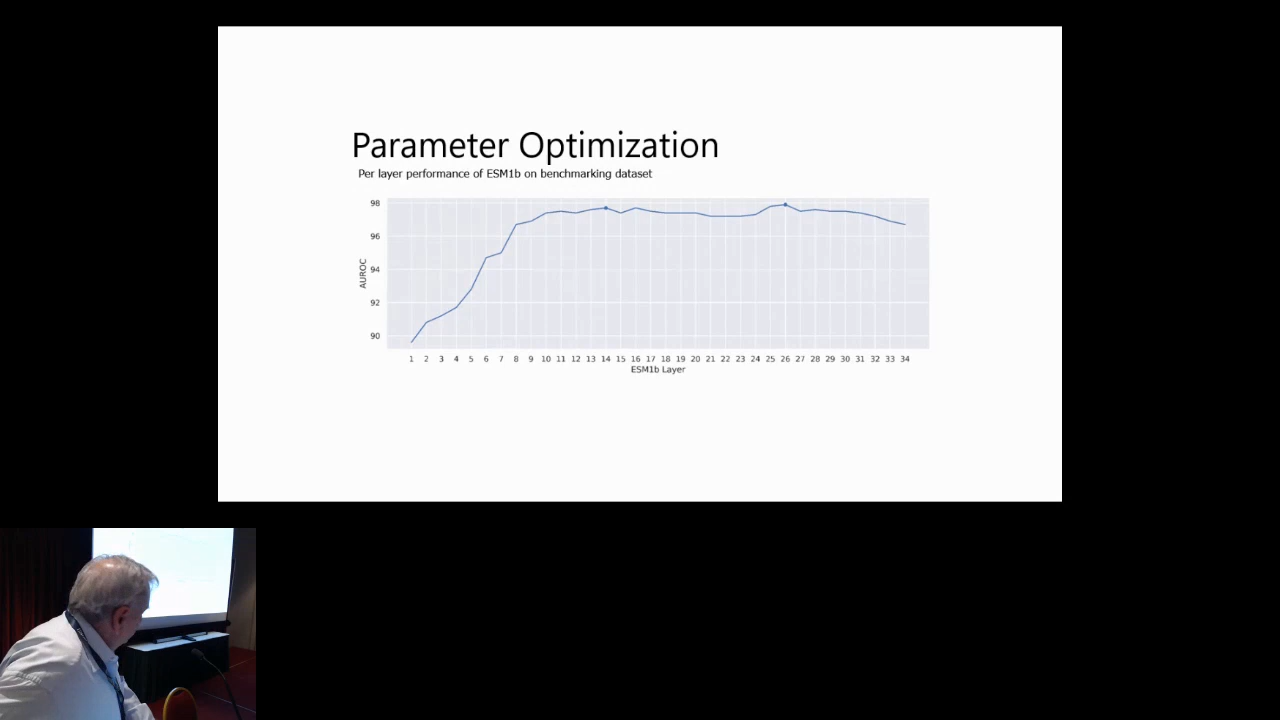 Parameter Optimization
Per layer performance of ESM1b on benchmarking dataset
98
96
94
92
90
AUROC
1 2 3 4 5 6 7 8 9 10 11 12 13 14 15 16 17 18 19 20 21 22 23 24 25 26 27 28 29 30 31 32 33 34
ESM1b Layer